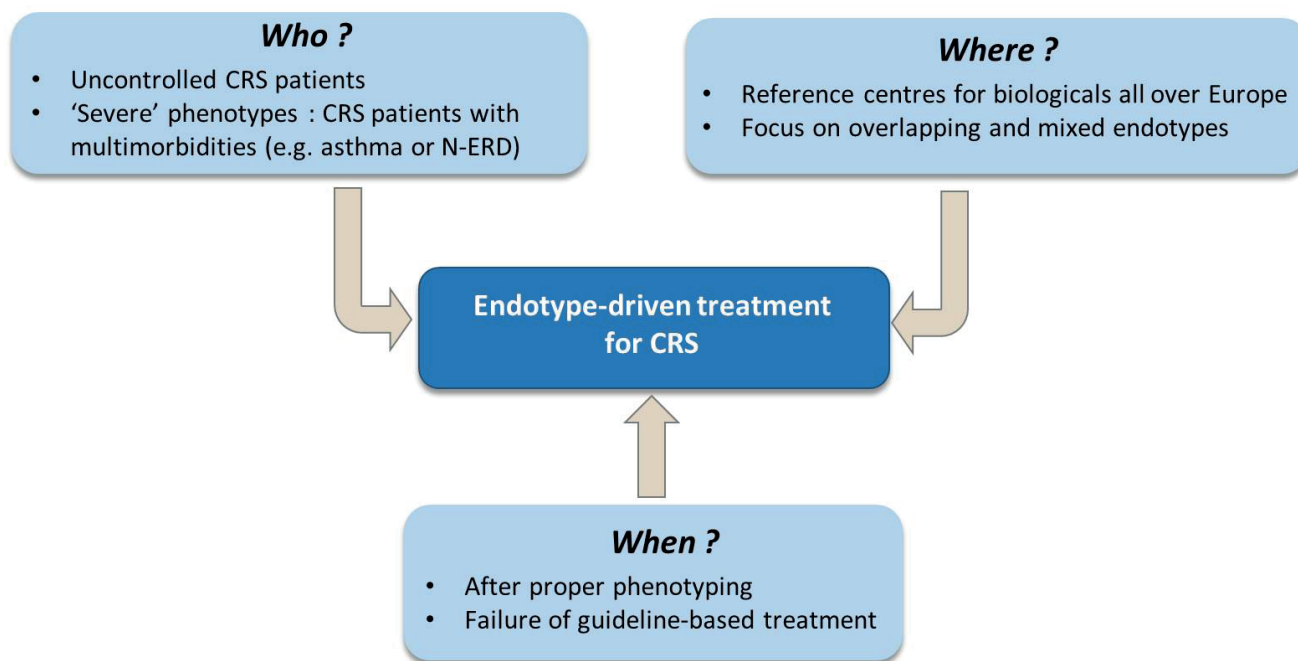 Who ?
• Uncontrolled CRS patients
• ‘Severe’ phenotypes : CRS patients with
multimorbidities (e.g. asthma or N-ERD)
Where ?
• Reference centres for biologicals all over Europe
• Focus on overlapping and mixed endotypes
Endotype-driven treatment
for CRS
When ?
• After proper phenotyping
• Failure of guideline-based treatment